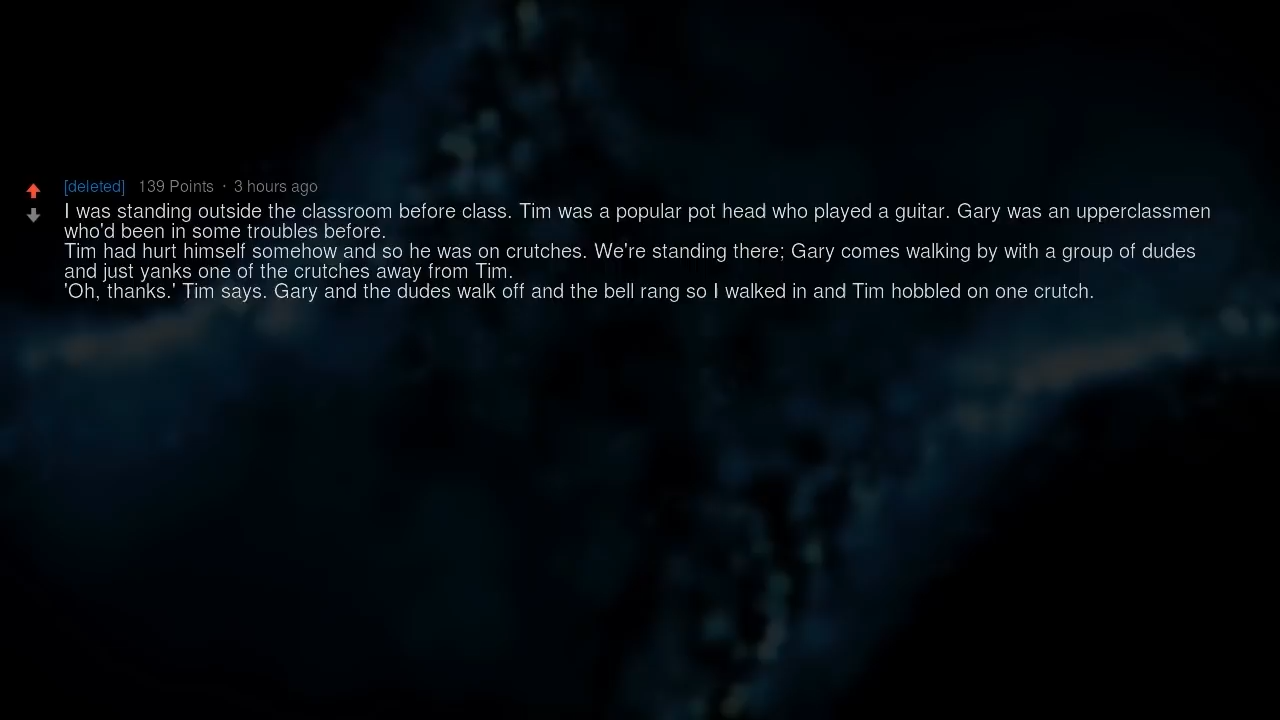 [deleted] 139 Points · 3 hours ago
I was standing outside the classroom before class. Tim was a popular pot head who played a guitar. Gary was an upperclassmen
who'd been in some troubles before.
Tim had hurt himself somehow and so he was on crutches. We're standing there; Gary comes walking by with a group of dudes
and just yanks one of the crutches away from Tim.
'Oh, thanks.' Tim says. Gary and the dudes walk off and the bell rang so I walked in and Tim hobbled on one crutch.